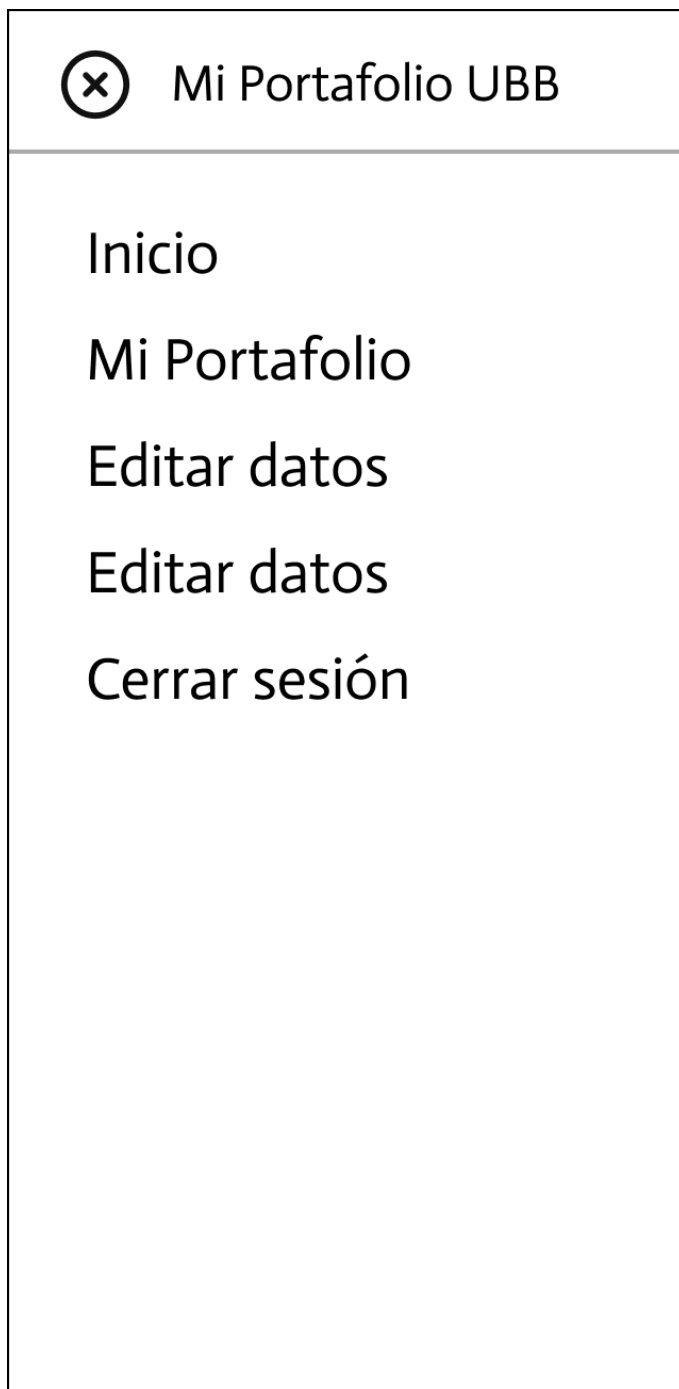 Mi Portafolio UBB
Inicio
Mi Portafolio
Editar datos
Editar datos
Cerrar sesión